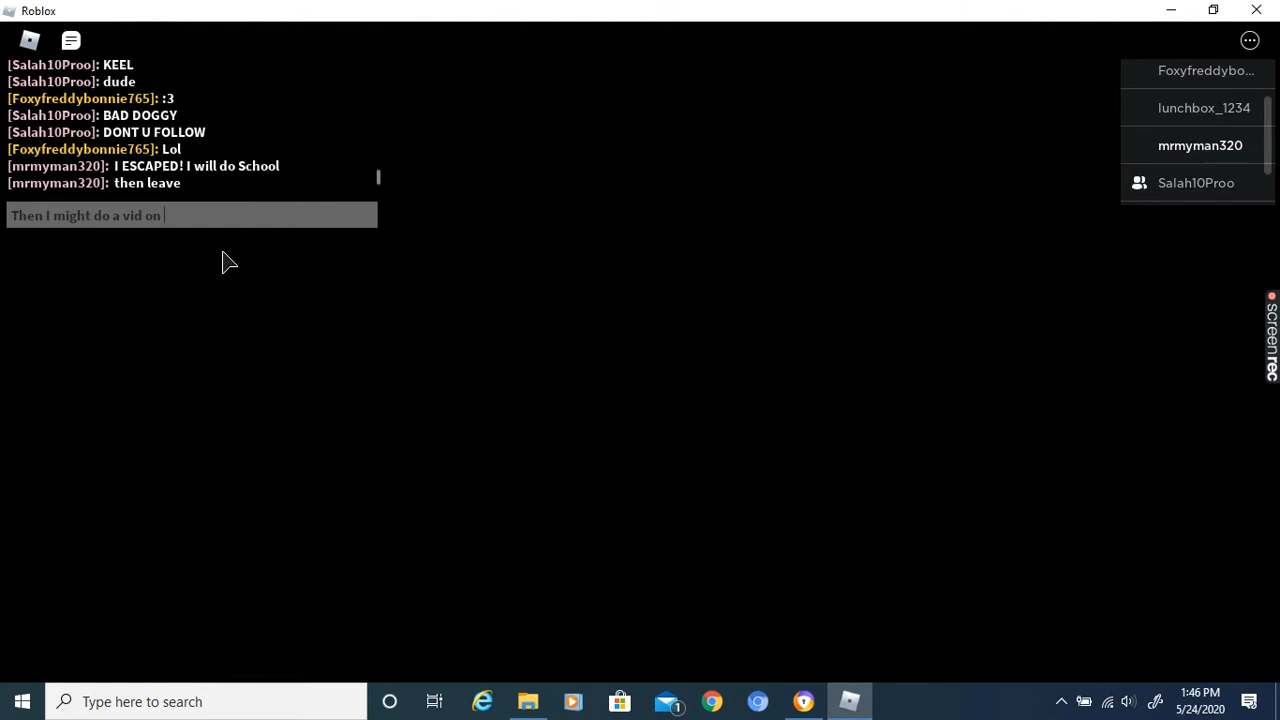 Roblox
[Salah10Proo]: KEEL
[Salah10Proo]: dude
[Foxyfreddybonnie765]: :3
[Salah10Proo]: BAD DOGGY
[Salah10Proo]: DONT U FOLLOW
[Foxyfreddybonnie765]: Lol
[mrmyman320]: I ESCAPED! I will do School
[mrmyman320]: then leave
Then I might do a vid on
Foxyfreddybo...
lunchbox_1234
mrmyman320
Salah10Proo
screenrec
Type here to search
1
1:46 PM
5/24/2020